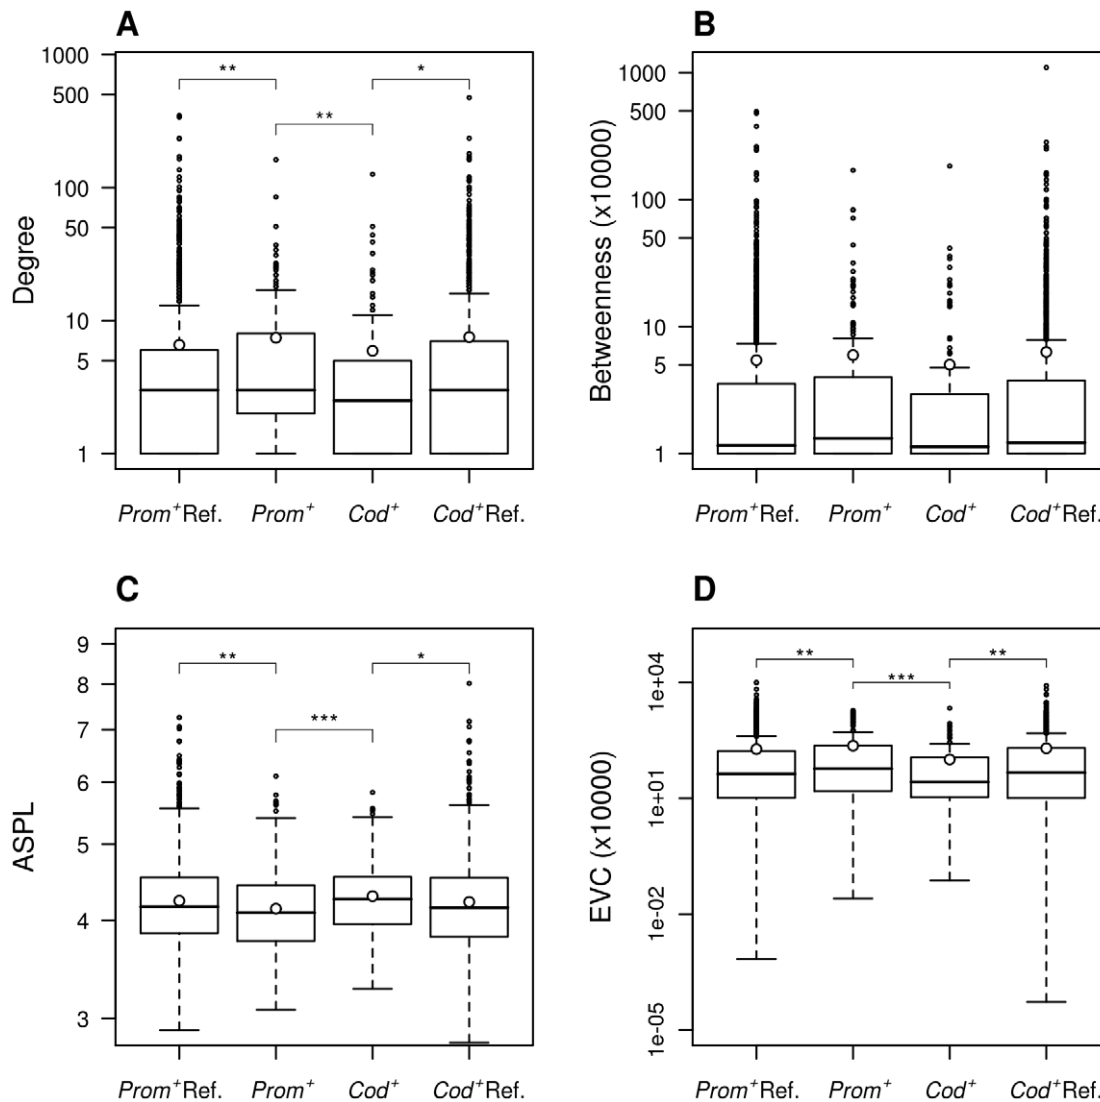 A
Degree
1000
500
100
50
10
5
1
** ** *
Prom⁺Ref. Prom⁺ Cod⁺ Cod⁺Ref.
B
Betweenness (x10000)
1000
500
100
50
10
5
1
Prom⁺Ref. Prom⁺ Cod⁺ Cod⁺Ref.
C
ASPL
9
8
7
6
5
4
3
** *** *
Prom⁺Ref. Prom⁺ Cod⁺ Cod⁺Ref.
D
EVC (x10000)
1e+04
1e+01
1e-02
1e-05
** *** **
Prom⁺Ref. Prom⁺ Cod⁺ Cod⁺Ref.